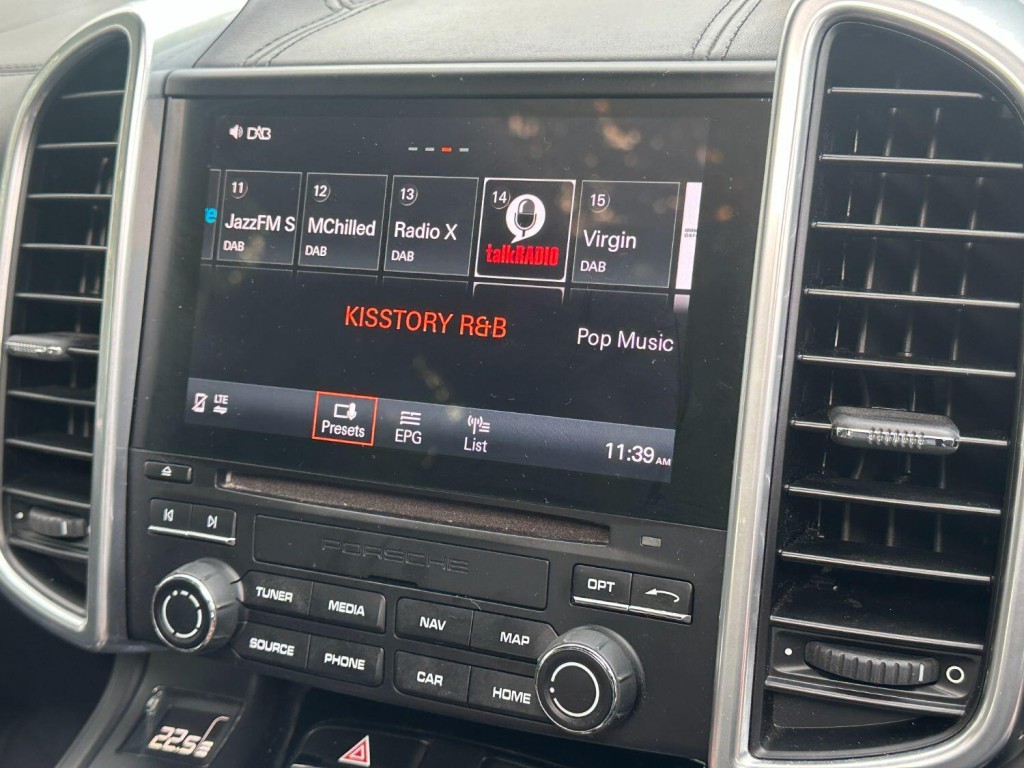 DAB
11
JazzFM S
DAB
12
MChilled
DAB
13
Radio X
DAB
14
talkRADIO
15
Virgin
DAB
KISSTORY R&B
Pop Music
LTE
Presets
EPG
List
11:39 AM
PORSCHE
OPT
TUNER
MEDIA
NAV
MAP
SOURCE
PHONE
CAR
HOME
22.5